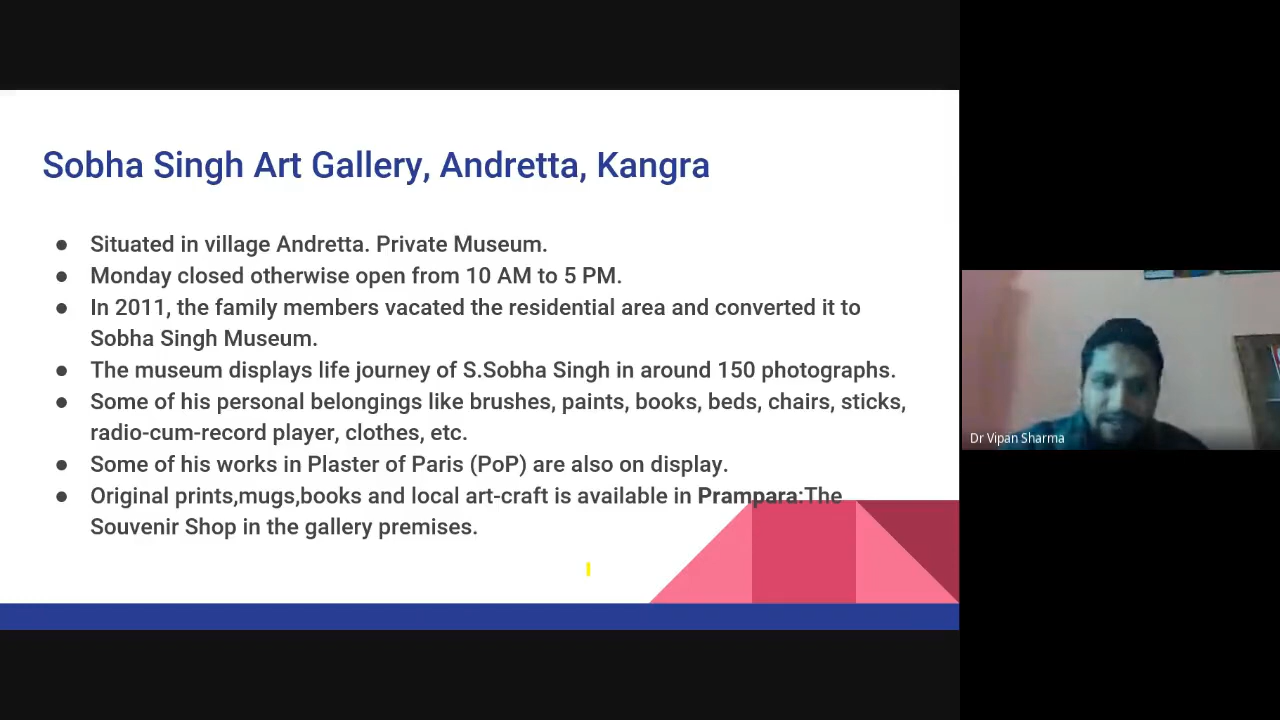 Sobha Singh Art Gallery, Andretta, Kangra
● Situated in village Andretta. Private Museum.
● Monday closed otherwise open from 10 AM to 5 PM.
● In 2011, the family members vacated the residential area and converted it to
Sobha Singh Museum.
● The museum displays life journey of S.Sobha Singh in around 150 photographs.
● Some of his personal belongings like brushes, paints, books, beds, chairs, sticks,
radio-cum-record player, clothes, etc.
● Some of his works in Plaster of Paris (PoP) are also on display.
● Original prints,mugs,books and local art-craft is available in Prampara:The
Souvenir Shop in the gallery premises.
Dr Vipan Sharma